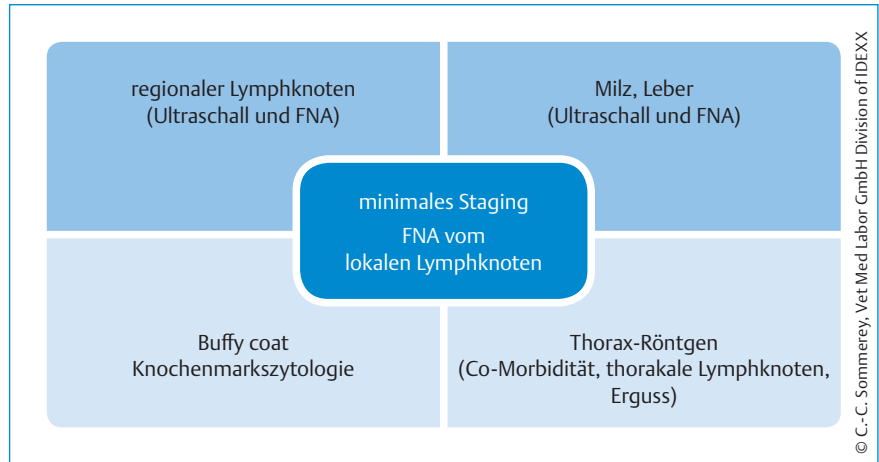 regionaler Lymphknoten
(Ultraschall und FNA)
Milz, Leber
(Ultraschall und FNA)
minimales Staging
FNA vom
lokalen Lymphknoten
Buffy coat
Knochenmarkszytologie
Thorax-Röntgen
(Co-Morbidität, thorakale Lymphknoten,
Erguss)
© C.-C. Sommerey, Vet Med Labor GmbH Division of IDEXX